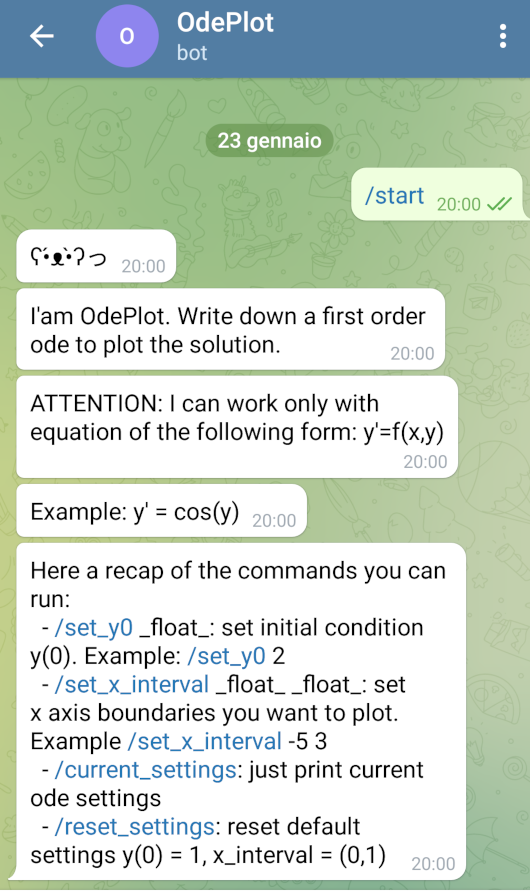 O
OdePlot
bot
23 gennaio
/start 20:00
ʕ•́ᴥ•̀ʔっ 20:00
I'am OdePlot. Write down a first order
ode to plot the solution. 20:00
ATTENTION: I can work only with
equation of the following form: y'=f(x,y)
20:00
Example: y' = cos(y) 20:00
Here a recap of the commands you can
run:
- /set_y0 _float_: set initial condition
y(0). Example: /set_y0 2
- /set_x_interval _float_ _float_: set
x axis boundaries you want to plot.
Example /set_x_interval -5 3
- /current_settings: just print current
ode settings
- /reset_settings: reset default
settings y(0) = 1, x_interval = (0,1) 20:00